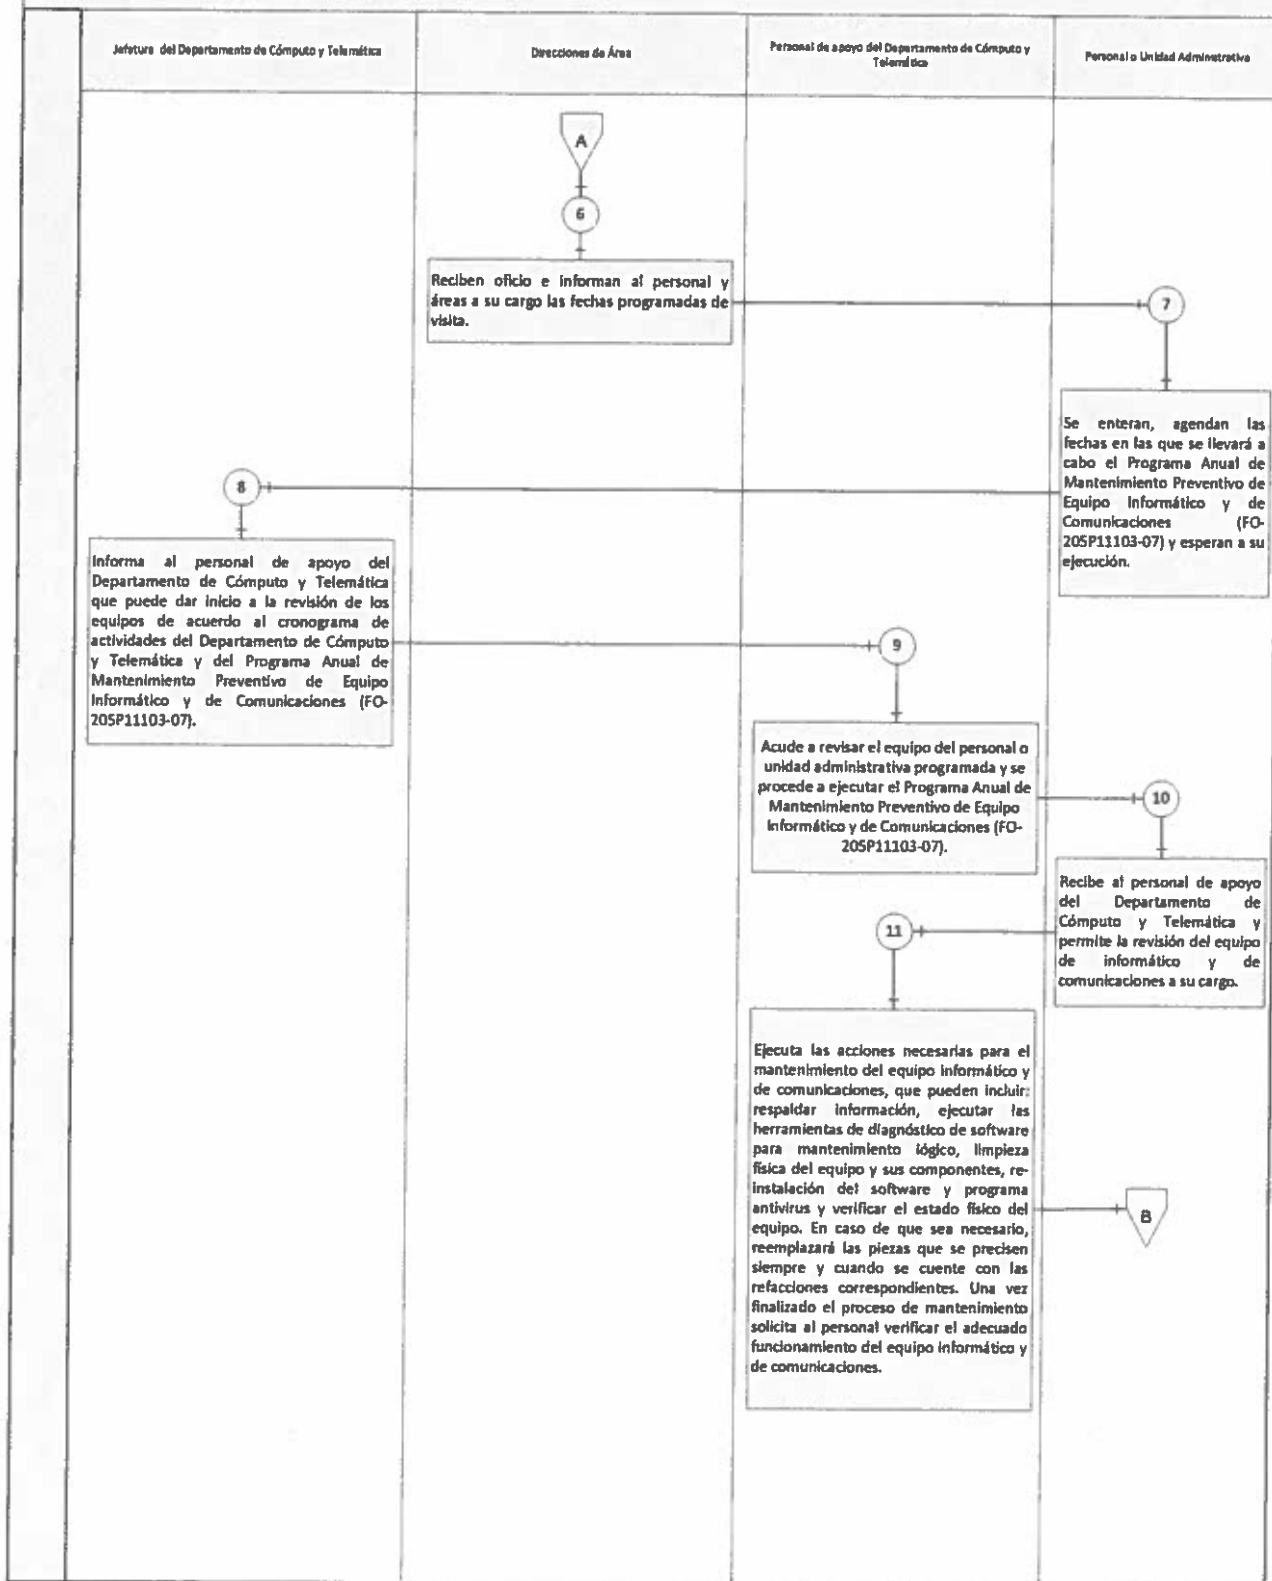 Jefatura del Departamento de Cómputo y Telemática
Direcciones de Área
Personal de apoyo del Departamento de Cómputo y
Telemática
Personal o Unidad Administrativa
A
6
Reciben oficio e informan al personal y
áreas a su cargo las fechas programadas de
visita.
7
Se enteran, agendan las
fechas en las que se llevará a
cabo el Programa Anual de
Mantenimiento Preventivo de
Equipo Informático y de
Comunicaciones (FO-
205P11103-07) y esperan a su
ejecución.
8
Informa al personal de apoyo del
Departamento de Cómputo y Telemática
que puede dar inicio a la revisión de los
equipos de acuerdo al cronograma de
actividades del Departamento de Cómputo
y Telemática y del Programa Anual de
Mantenimiento Preventivo de Equipo
Informático y de Comunicaciones (FO-
205P11103-07).
9
Acude a revisar el equipo del personal o
unidad administrativa programada y se
procede a ejecutar el Programa Anual de
Mantenimiento Preventivo de Equipo
Informático y de Comunicaciones (FO-
205P11103-07).
10
Recibe al personal de apoyo
del Departamento de
Cómputo y Telemática y
permite la revisión del equipo
de informático y de
comunicaciones a su cargo.
11
Ejecuta las acciones necesarias para el
mantenimiento del equipo informático y
de comunicaciones, que pueden incluir:
respaldar información, ejecutar las
herramientas de diagnóstico de software
para mantenimiento lógico, limpieza
física del equipo y sus componentes, re-
instalación del software y programa
antivirus y verificar el estado físico del
equipo. En caso de que sea necesario,
reemplazará las piezas que se precisen
siempre y cuando se cuente con las
refacciones correspondientes. Una vez
finalizado el proceso de mantenimiento
solicita al personal verificar el adecuado
funcionamiento del equipo informático y
de comunicaciones.
B